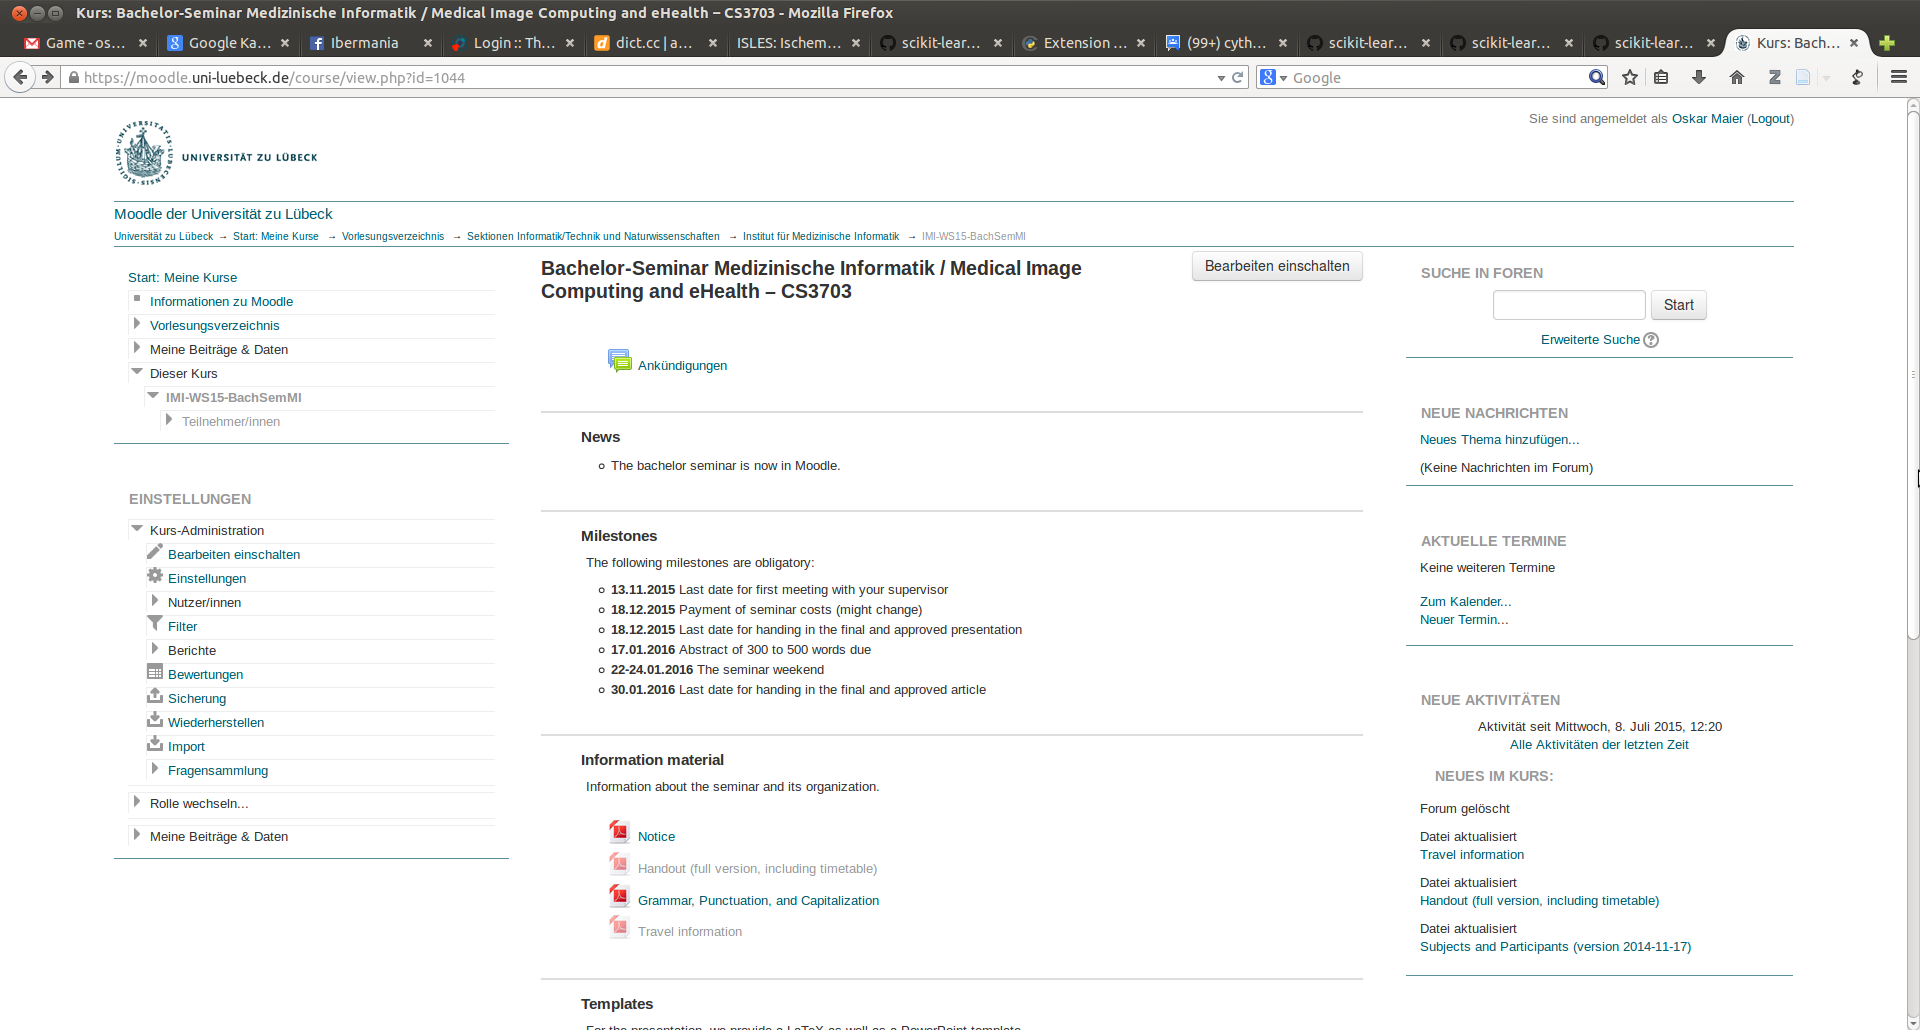 Kurs: Bachelor-Seminar Medizinische Informatik / Medical Image Computing and eHealth – CS3703 - Mozilla Firefox
Game - os...
Google Ka...
Ibermania
Login :: Th...
dict.cc | a...
ISLES: Ischem...
scikit-lear...
Extension ...
(99+) cyth...
scikit-lear...
scikit-lear...
scikit-lear...
Kurs: Bach...
https://moodle.uni-luebeck.de/course/view.php?id=1044
Google
Sie sind angemeldet als Oskar Maier (Logout)
UNIVERSITÄT ZU LÜBECK
Moodle der Universität zu Lübeck
Universität zu Lübeck → Start: Meine Kurse → Vorlesungsverzeichnis → Sektionen Informatik/Technik und Naturwissenschaften → Institut für Medizinische Informatik → IMI-WS15-BachSemMI
Start: Meine Kurse
Informationen zu Moodle
Vorlesungsverzeichnis
Meine Beiträge & Daten
Dieser Kurs
IMI-WS15-BachSemMI
Teilnehmer/innen
EINSTELLUNGEN
Kurs-Administration
Bearbeiten einschalten
Einstellungen
Nutzer/innen
Filter
Berichte
Bewertungen
Sicherung
Wiederherstellen
Import
Fragensammlung
Rolle wechseln...
Meine Beiträge & Daten
Bachelor-Seminar Medizinische Informatik / Medical Image
Computing and eHealth – CS3703
Bearbeiten einschalten
Ankündigungen
News
The bachelor seminar is now in Moodle.
Milestones
The following milestones are obligatory:
13.11.2015 Last date for first meeting with your supervisor
18.12.2015 Payment of seminar costs (might change)
18.12.2015 Last date for handing in the final and approved presentation
17.01.2016 Abstract of 300 to 500 words due
22-24.01.2016 The seminar weekend
30.01.2016 Last date for handing in the final and approved article
Information material
Information about the seminar and its organization.
Notice
Handout (full version, including timetable)
Grammar, Punctuation, and Capitalization
Travel information
Templates
For the presentation, we provide a LaTeX as well as a PowerPoint template
SUCHE IN FOREN
Start
Erweiterte Suche
NEUE NACHRICHTEN
Neues Thema hinzufügen...
(Keine Nachrichten im Forum)
AKTUELLE TERMINE
Keine weiteren Termine
Zum Kalender...
Neuer Termin...
NEUE AKTIVITÄTEN
Aktivität seit Mittwoch, 8. Juli 2015, 12:20
Alle Aktivitäten der letzten Zeit
NEUES IM KURS:
Forum gelöscht
Datei aktualisiert
Travel information
Datei aktualisiert
Handout (full version, including timetable)
Datei aktualisiert
Subjects and Participants (version 2014-11-17)